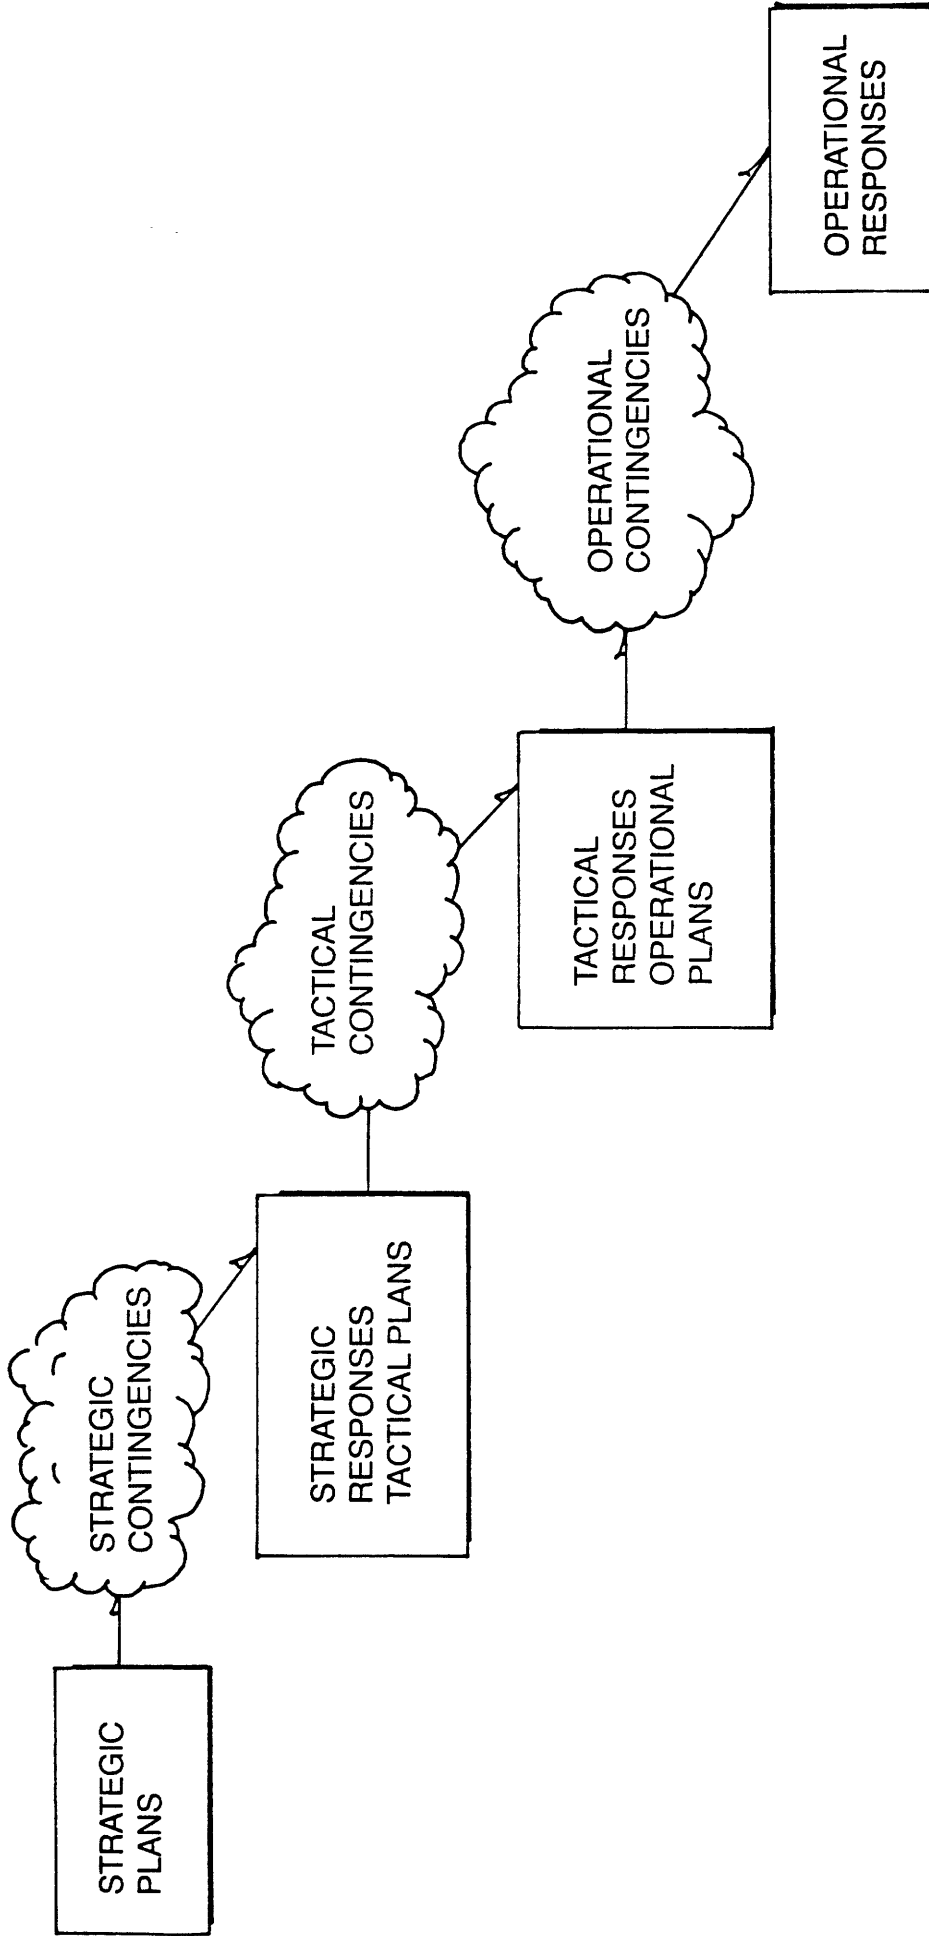 STRATEGIC
PLANS
STRATEGIC
CONTINGENCIES
STRATEGIC
RESPONSES
TACTICAL PLANS
TACTICAL
CONTINGENCIES
TACTICAL
RESPONSES
OPERATIONAL
PLANS
OPERATIONAL
CONTINGENCIES
OPERATIONAL
RESPONSES